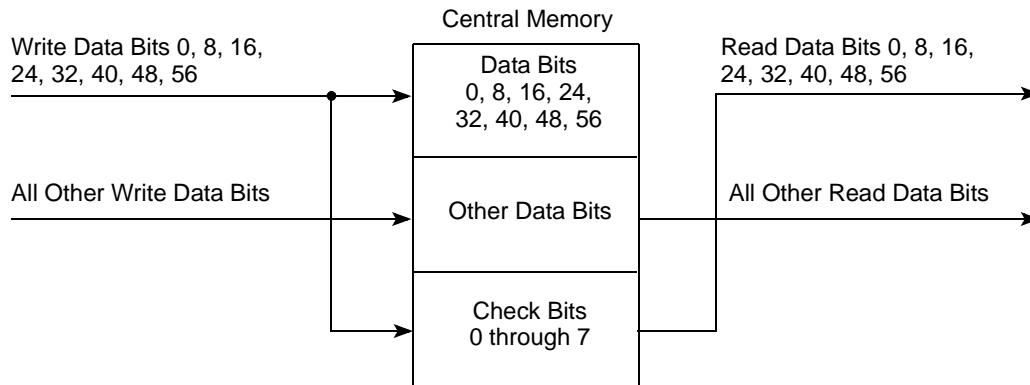 Central Memory
Write Data Bits 0, 8, 16,
24, 32, 40, 48, 56
Data Bits
0, 8, 16, 24,
32, 40, 48, 56
Read Data Bits 0, 8, 16,
24, 32, 40, 48, 56
All Other Write Data Bits
Other Data Bits
All Other Read Data Bits
Check Bits
0 through 7